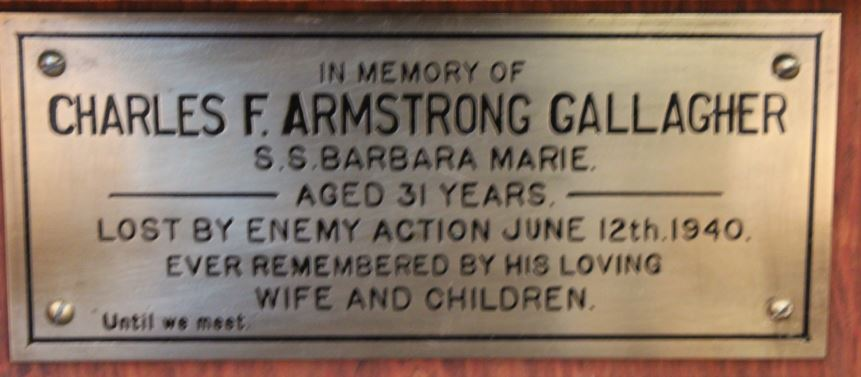 IN MEMORY OF
CHARLES F. ARMSTRONG GALLAGHER
S.S. BARBARA MARIE.
AGED 31 YEARS.
LOST BY ENEMY ACTION JUNE 12th. 1940.
EVER REMEMBERED BY HIS LOVING
WIFE AND CHILDREN.
Until we meet.